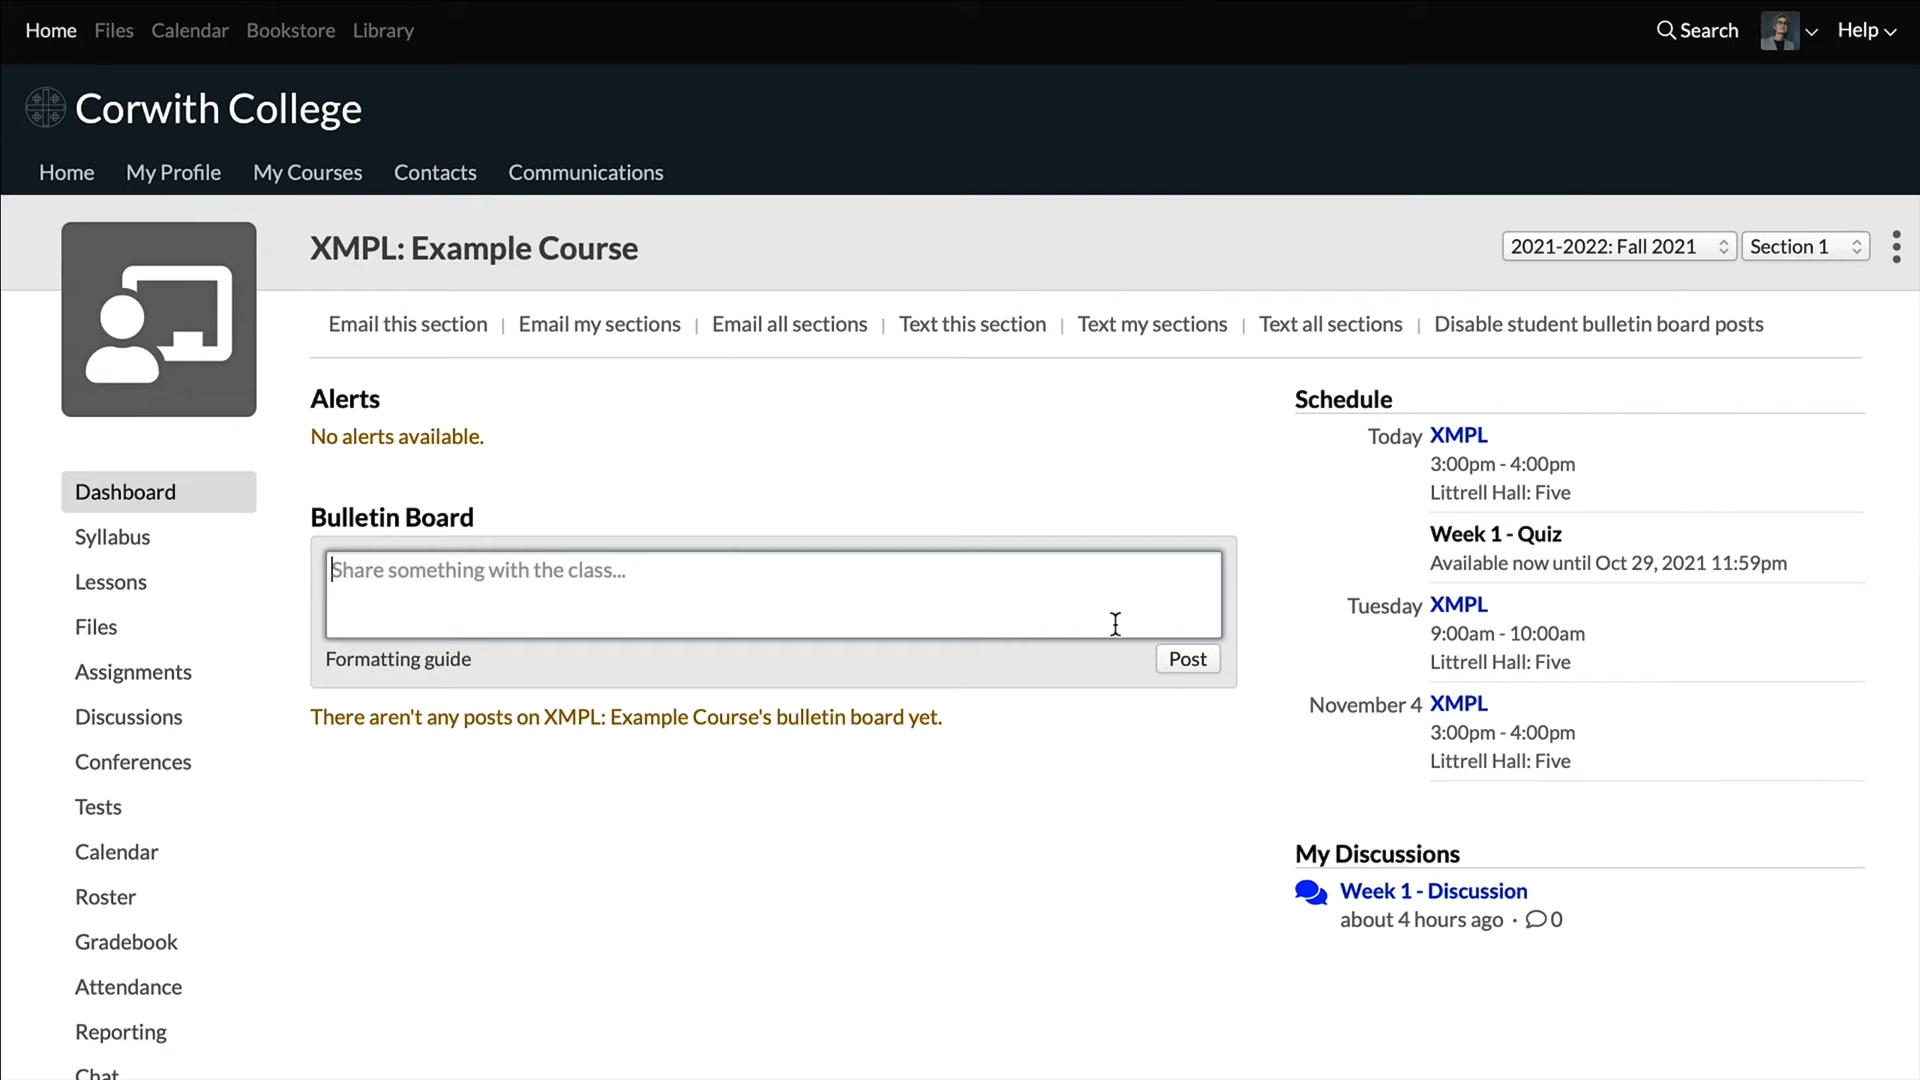 Home Files Calendar Bookstore Library Search Help
Corwith College
Home My Profile My Courses Contacts Communications
XMPL: Example Course 2021-2022: Fall 2021 Section 1
Email this section | Email my sections | Email all sections | Text this section | Text my sections | Text all sections | Disable student bulletin board posts
Dashboard
Syllabus
Lessons
Files
Assignments
Discussions
Conferences
Tests
Calendar
Roster
Gradebook
Attendance
Reporting
Chat
Alerts
No alerts available.
Bulletin Board
Share something with the class...
Formatting guide Post
There aren't any posts on XMPL: Example Course's bulletin board yet.
Schedule
Today XMPL
3:00pm - 4:00pm
Littrell Hall: Five
Week 1 - Quiz
Available now until Oct 29, 2021 11:59pm
Tuesday XMPL
9:00am - 10:00am
Littrell Hall: Five
November 4 XMPL
3:00pm - 4:00pm
Littrell Hall: Five
My Discussions
Week 1 - Discussion
about 4 hours ago · 0